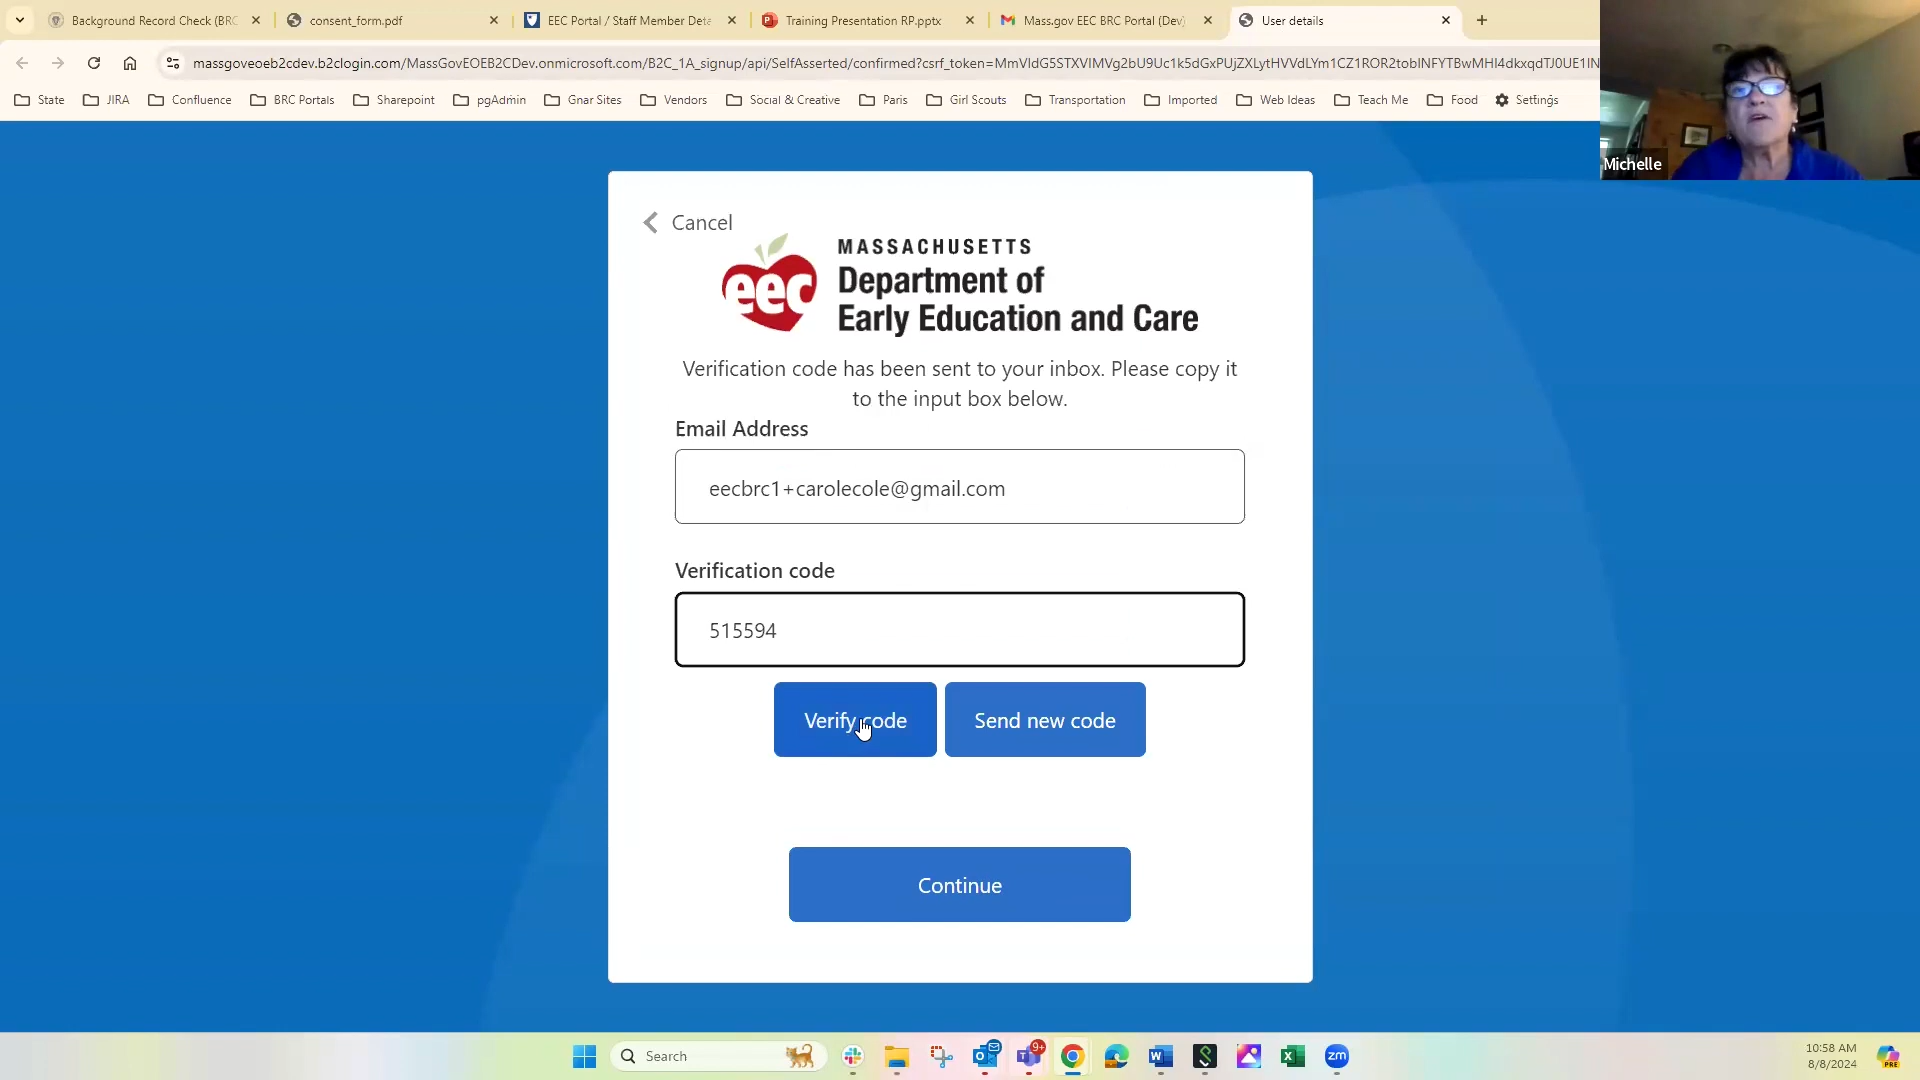 Background Record Check (BRC
consent_form.pdf
EEC Portal / Staff Member Deta
Training Presentation RP.pptx
Mass.gov EEC BRC Portal (Dev)
User details
massgoveoeb2cdev.b2clogin.com/MassGovEOEB2CDev.onmicrosoft.com/B2C_1A_signup/api/SelfAsserted/confirmed?csrf_token=
State
JIRA
Confluence
BRC Portals
Sharepoint
pgAdmin
Gnar Sites
Vendors
Social & Creative
Paris
Girl Scouts
Transportation
Imported
Web Ideas
Teach Me
Food
Settings
Michelle
Cancel
eec
MASSACHUSETTS
Department of
Early Education and Care
Verification code has been sent to your inbox. Please copy it
to the input box below.
Email Address
eecbrc1+carolecole@gmail.com
Verification code
515594
Verify code
Send new code
Continue
Search
9+
zm
10:58 AM
8/8/2024
PRE